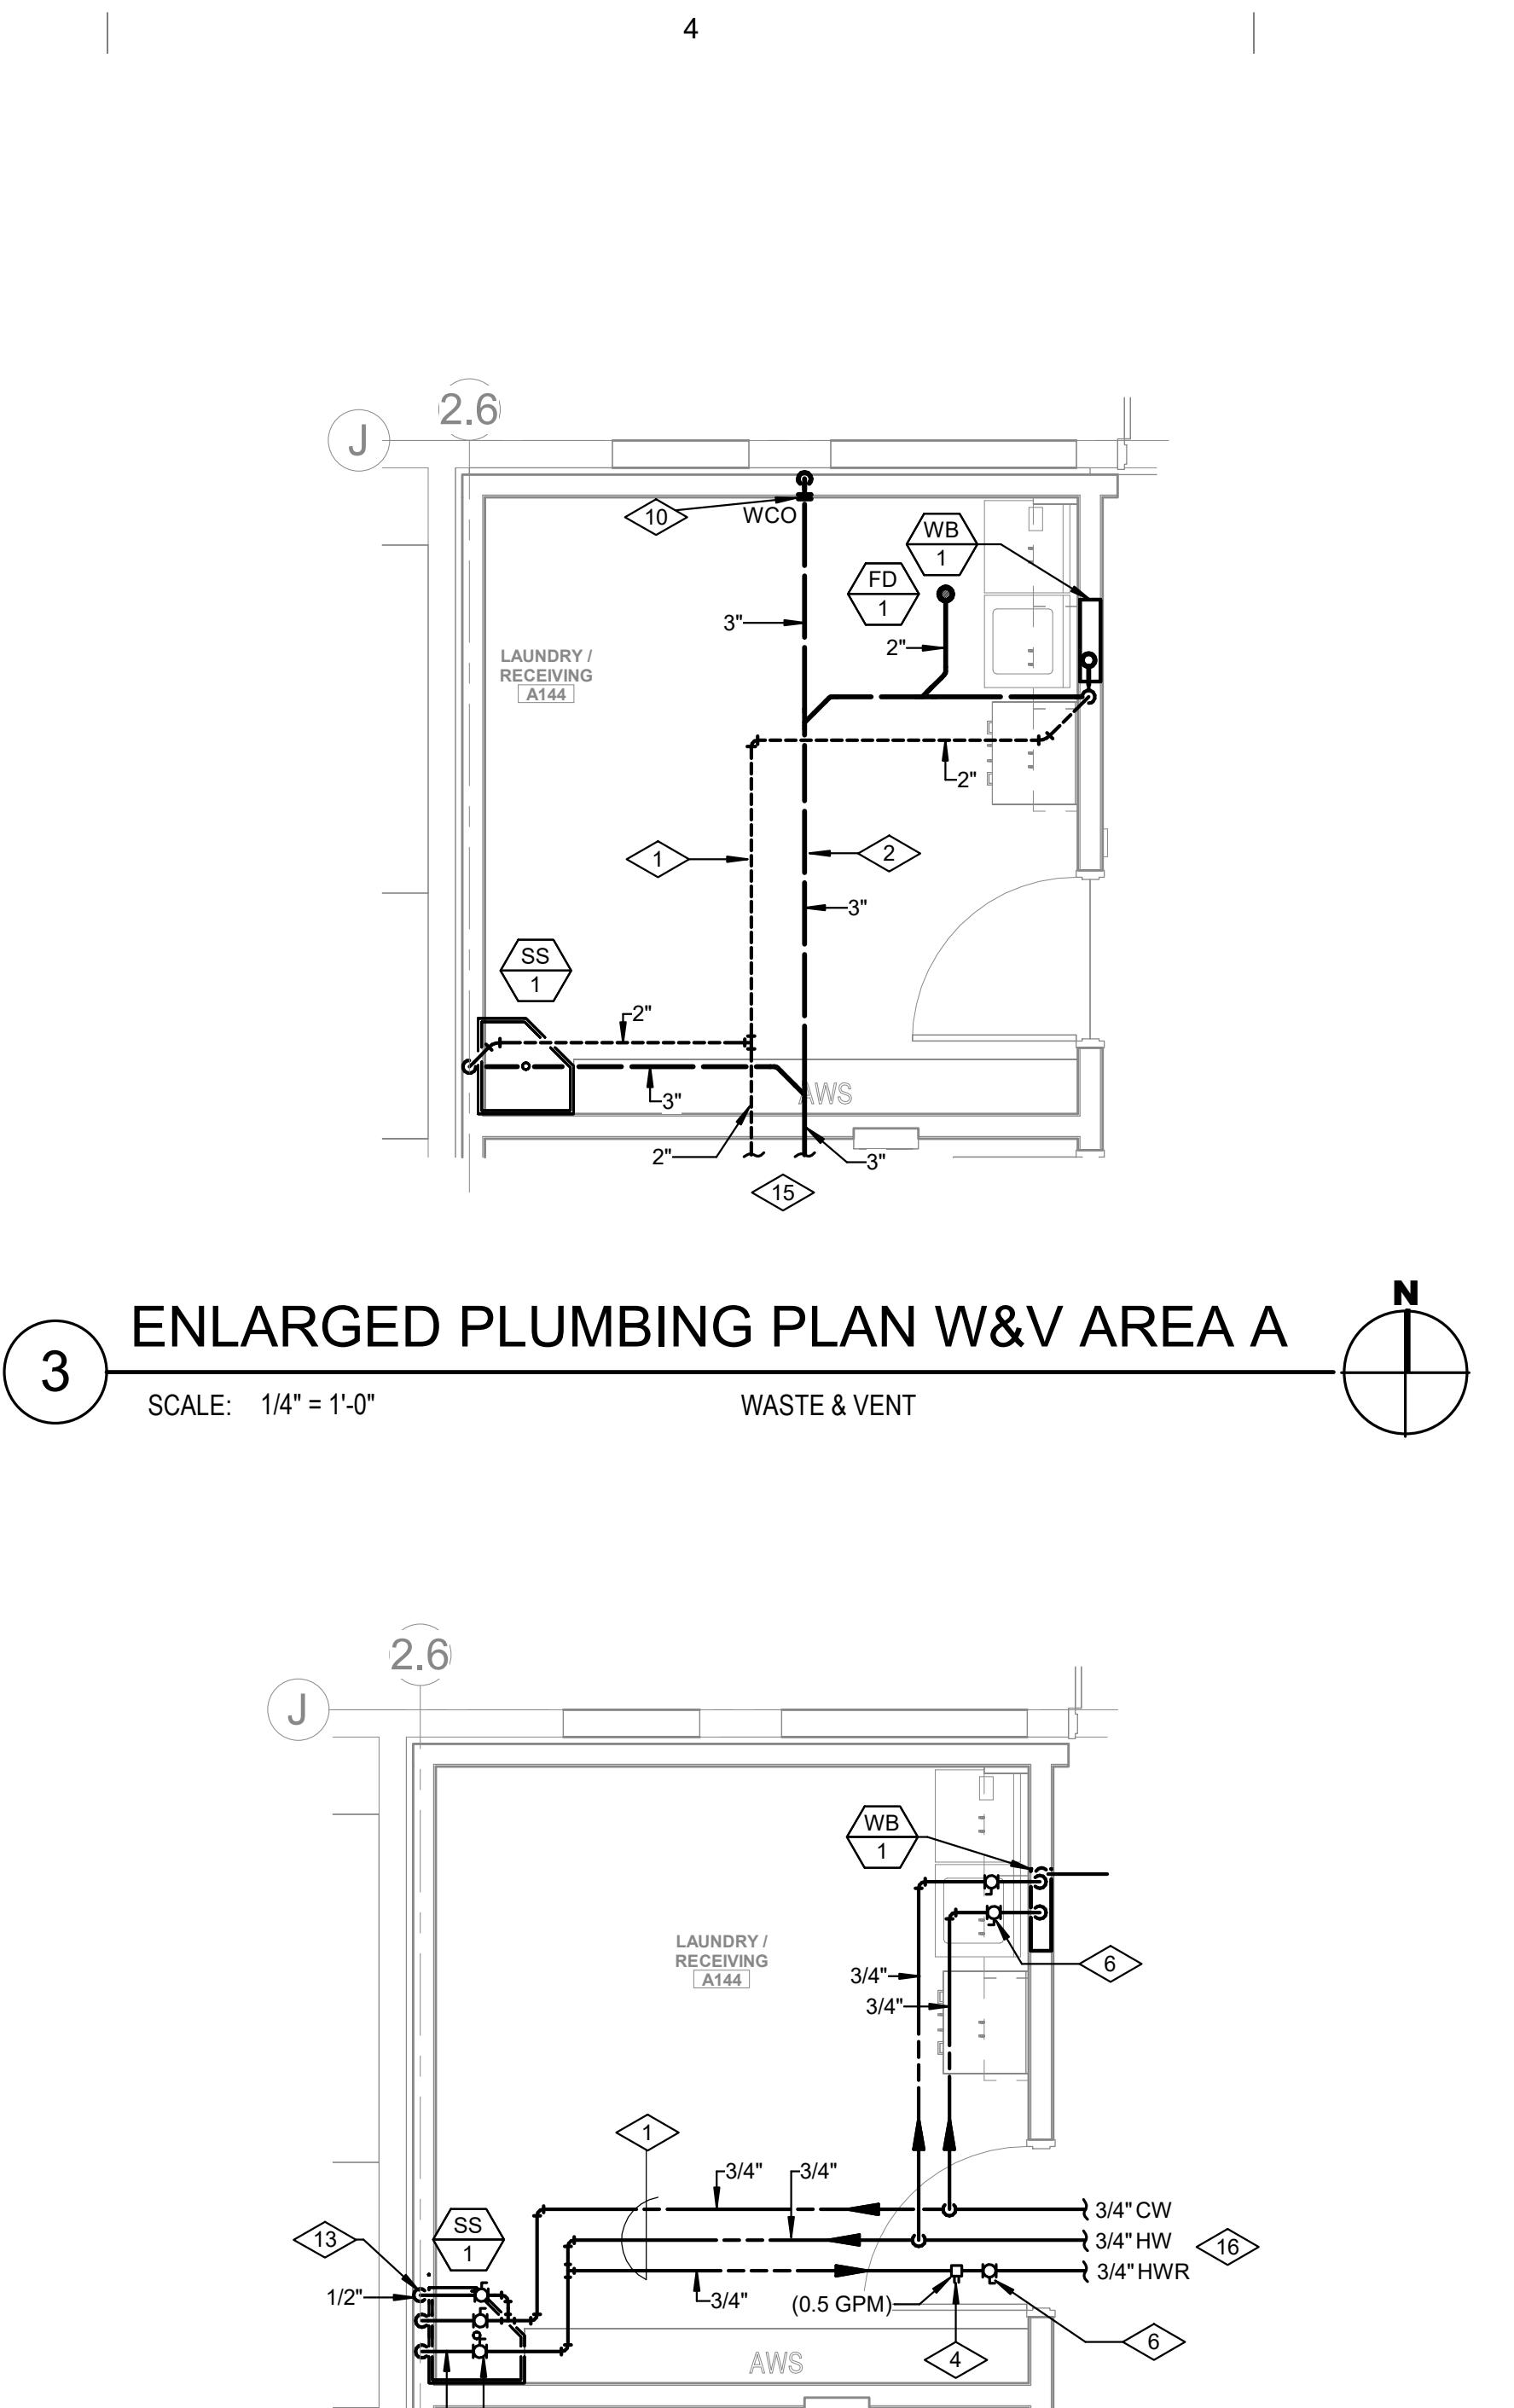 4
2.6
J
10
WCO
WB
1
FD
1
3"
2"
LAUNDRY /
RECEIVING
A144
2"
1
2
3"
SS
1
2"
3"
AWS
2"
3"
15
N
ENLARGED PLUMBING PLAN W&V AREA A
3
SCALE: 1/4" = 1'-0"
WASTE & VENT
2.6
J
WB
1
LAUNDRY /
RECEIVING
A144
6
3/4"
3/4"
1
3/4"
3/4"
3/4" CW
SS
1
13
3/4" HW
16
3/4" HWR
1/2"
3/4"
(0.5 GPM)
6
4
AWS